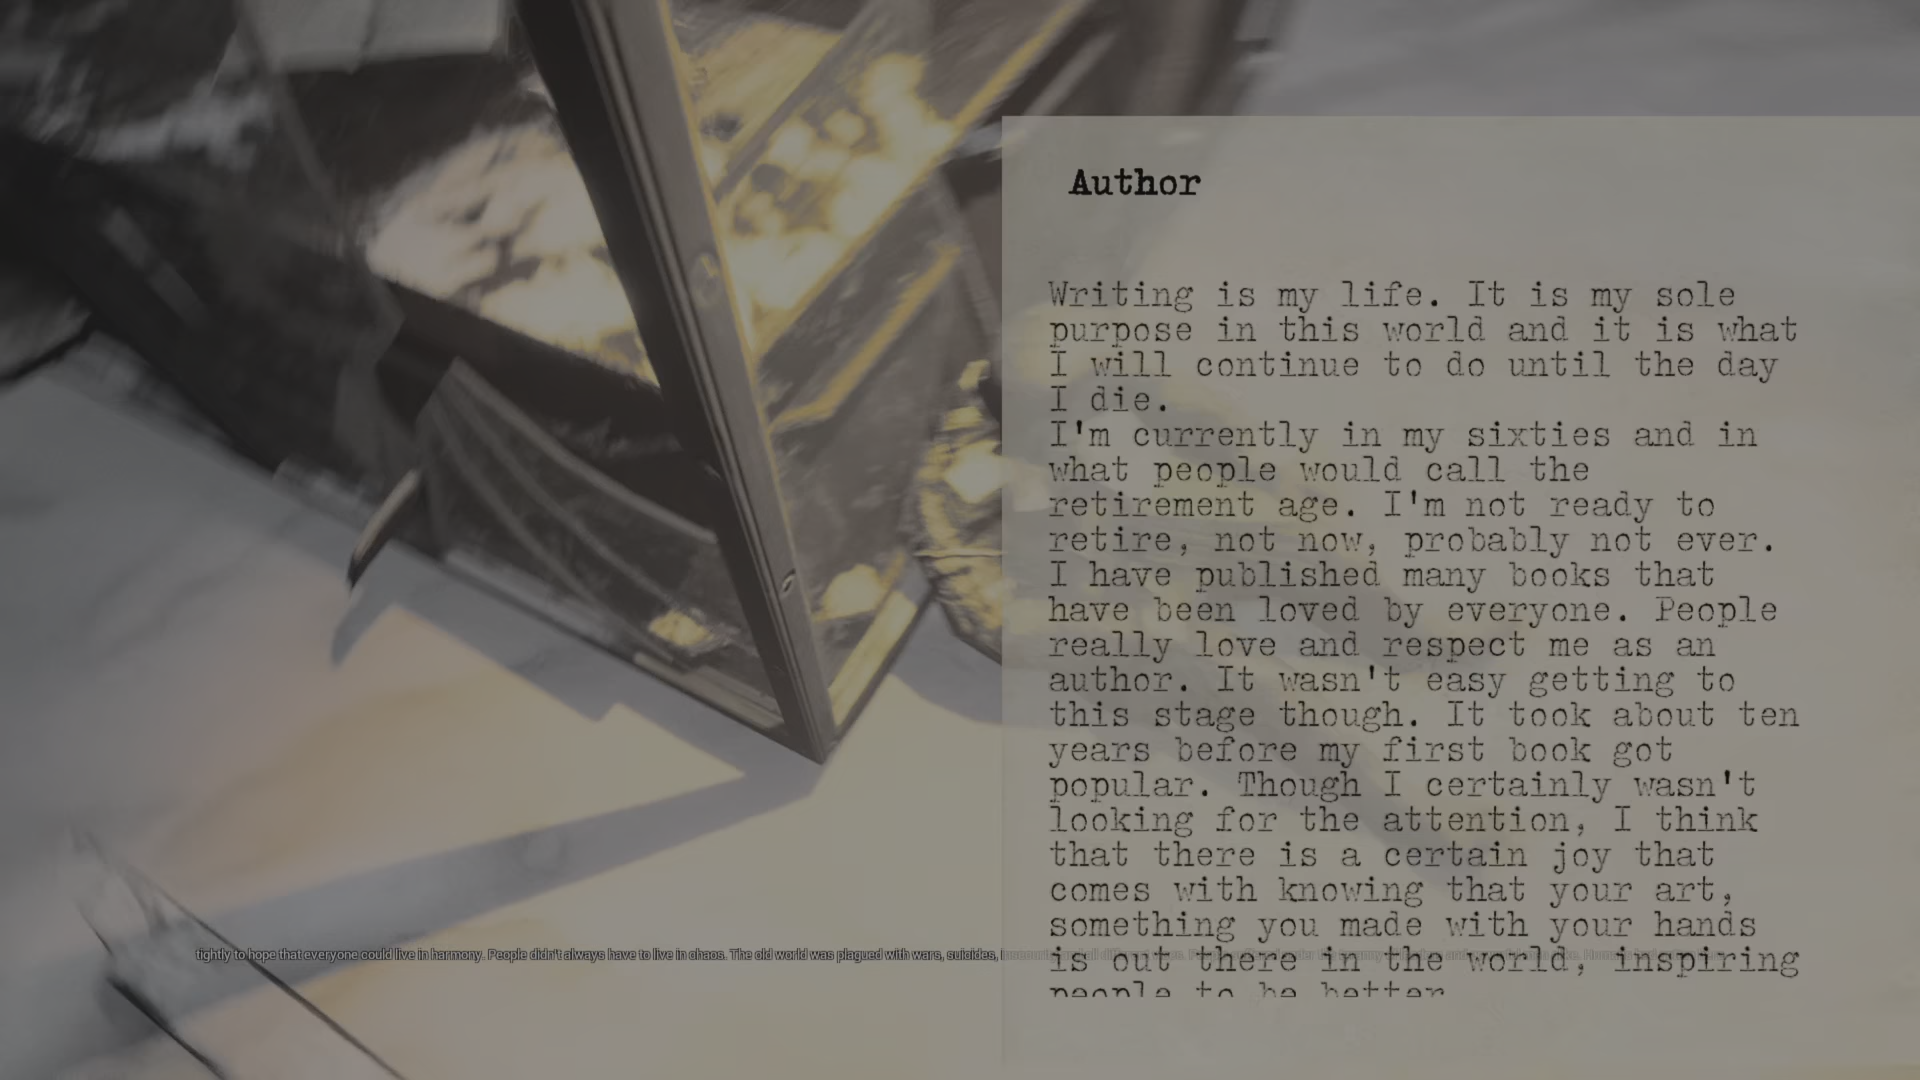 Author
Writing is my life. It is my sole
purpose in this world and it is what
I will continue to do until the day
I die.
I'm currently in my sixties and in
what people would call the
retirement age. I'm not ready to
retire, not now, probably not ever.
I have published many books that
have been loved by everyone. People
really love and respect me as an
author. It wasn't easy getting to
this stage though. It took about ten
years before my first book got
popular. Though I certainly wasn't
looking for the attention, I think
that there is a certain joy that
comes with knowing that your art,
something you made with your hands
is out there in the world, inspiring
people to be better
tightly to hope that everyone could live in harmony. People didn't always have to live in chaos. The old world was plagued with wars, suicides,